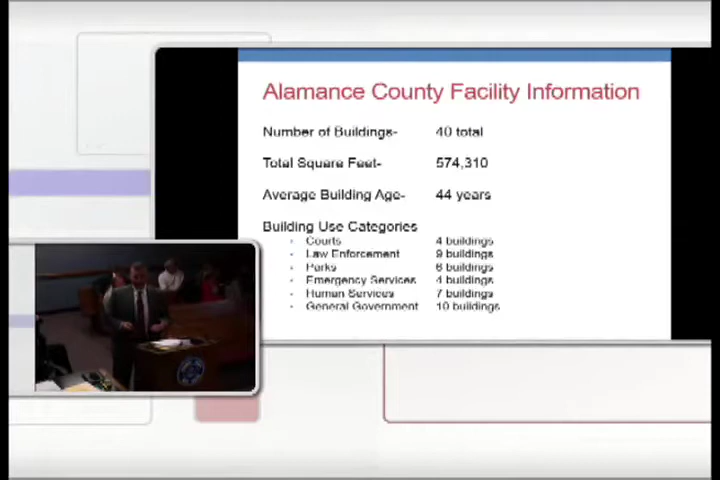 Alamance County Facility Information
Number of Buildings- 40 total
Total Square Feet- 574,310
Average Building Age- 44 years
Building Use Categories
Courts 4 buildings
Law Enforcement 9 buildings
Parks 6 buildings
Emergency Services 4 buildings
Human Services 7 buildings
General Government 10 buildings